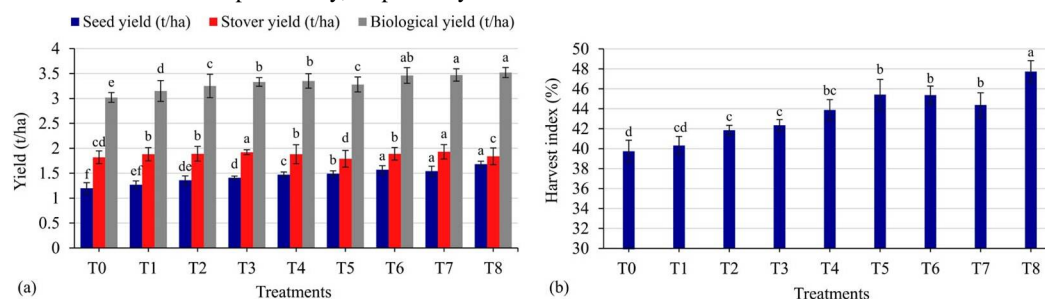 Seed yield (t/ha) Stover yield (t/ha) Biological yield (t/ha)
4
3.5
3
2.5
2
1.5
1
0.5
0
Yield (t/ha)
e d c b b c ab a a
cd b b a b d b a c
f ef de d c b a a a
T0 T1 T2 T3 T4 T5 T6 T7 T8
(a) Treatments
50
48
46
44
42
40
38
36
34
32
30
Harvest index (%)
d cd c c bc b b b a
T0 T1 T2 T3 T4 T5 T6 T7 T8
(b) Treatments